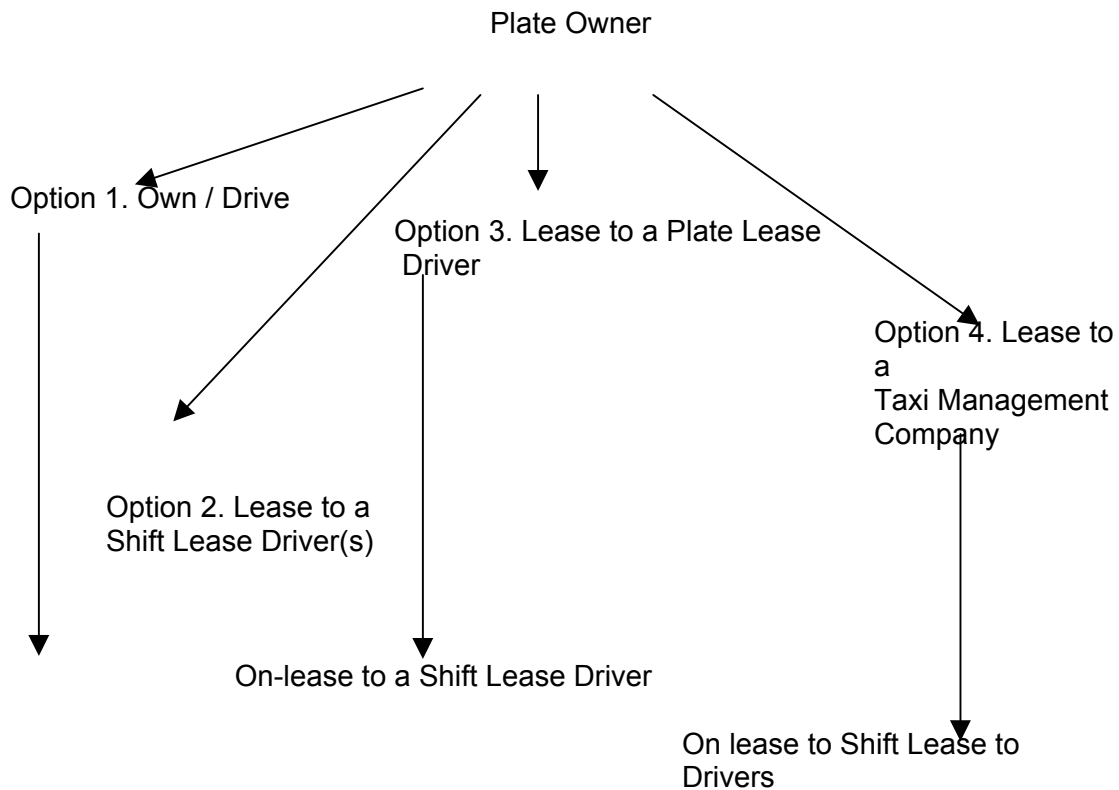 Plate Owner
Option 1. Own / Drive
Option 3. Lease to a Plate Lease
Driver
Option 4. Lease to
a
Taxi Management
Company
Option 2. Lease to a
Shift Lease Driver(s)
On-lease to a Shift Lease Driver
On lease to Shift Lease to
Drivers